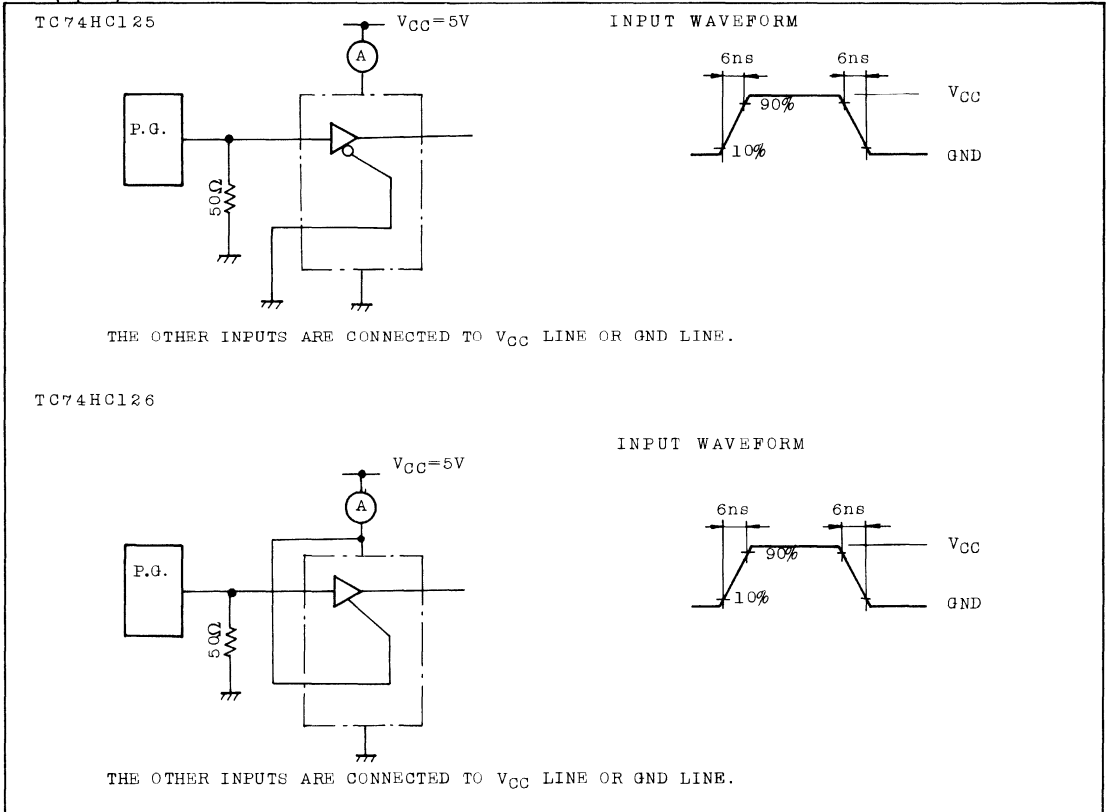 TC74HC125
VCC=5V
INPUT WAVEFORM
A
6ns
6ns
P.G.
90%
VCC
10%
GND
50Ω
THE OTHER INPUTS ARE CONNECTED TO VCC LINE OR GND LINE.
TC74HC126
INPUT WAVEFORM
VCC=5V
A
6ns
6ns
P.G.
90%
VCC
10%
GND
50Ω
THE OTHER INPUTS ARE CONNECTED TO VCC LINE OR GND LINE.